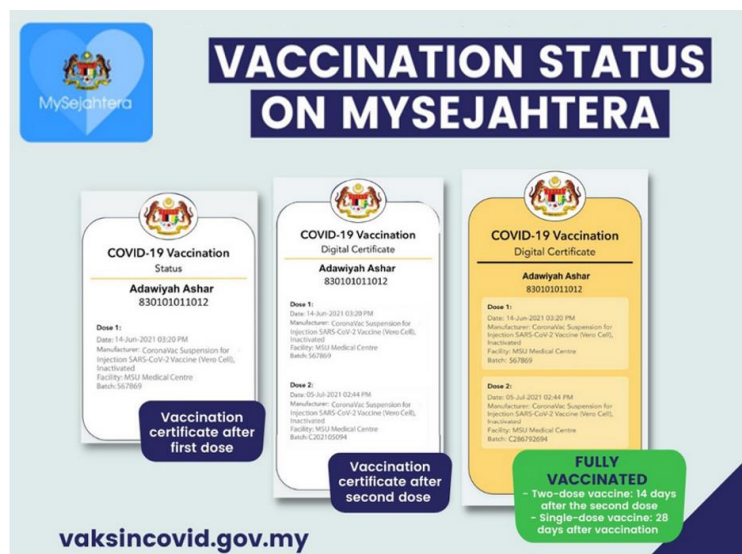 MySejahtera
VACCINATION STATUS
ON MYSEJAHTERA
COVID-19 Vaccination
Status
Adawiyah Ashar
830101011012
Dose 1:
Date: 14-Jun-2021 03:20 PM
Manufacturer: CoronaVac Suspension for
Injection SARS-CoV-2 Vaccine (Vero Cell),
Inactivated
Facility: MSU Medical Centre
Batch: S67869
Vaccination
certificate after
first dose
COVID-19 Vaccination
Digital Certificate
Adawiyah Ashar
830101011012
Dose 1:
Date: 14-Jun-2021 03:20 PM
Manufacturer: CoronaVac Suspension for
Injection SARS-CoV-2 Vaccine (Vero Cell),
Inactivated
Facility: MSU Medical Centre
Batch: S67869
Dose 2:
Date: 05-Jul-2021 02:44 PM
Manufacturer: CoronaVac Suspension for
Injection SARS-CoV-2 Vaccine (Vero Cell),
Inactivated
Facility: MSU Medical Centre
Batch: C202105094
Vaccination
certificate after
second dose
COVID-19 Vaccination
Digital Certificate
Adawiyah Ashar
830101011012
Dose 1:
Date: 14-Jun-2021 03:20 PM
Manufacturer: CoronaVac Suspension for
Injection SARS-CoV-2 Vaccine (Vero Cell),
Inactivated
Facility: MSU Medical Centre
Batch: S67869
Dose 2:
Date: 05-Jul-2021 02:44 PM
Manufacturer: CoronaVac Suspension for
Injection SARS-CoV-2 Vaccine (Vero Cell),
Inactivated
Facility: MSU Medical Centre
Batch: C286792694
FULLY
VACCINATED
- Two-dose vaccine: 14 days
after the second dose
- Single-dose vaccine: 28
days after vaccination
vaksincovid.gov.my